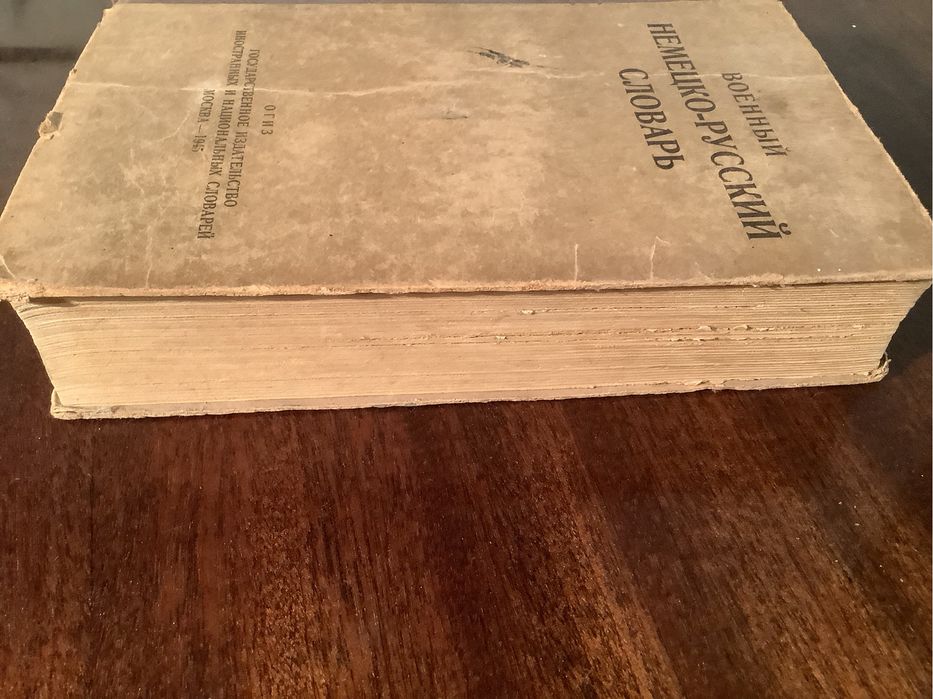 ВОЕННЫЙ
НЕМЕЦКО-РУССКИЙ
СЛОВАРЬ
ОГИЗ
ГОСУДАРСТВЕННОЕ ИЗДАТЕЛЬСТВО
ИНОСТРАННЫХ И НАЦИОНАЛЬНЫХ СЛОВАРЕЙ
МОСКВА —